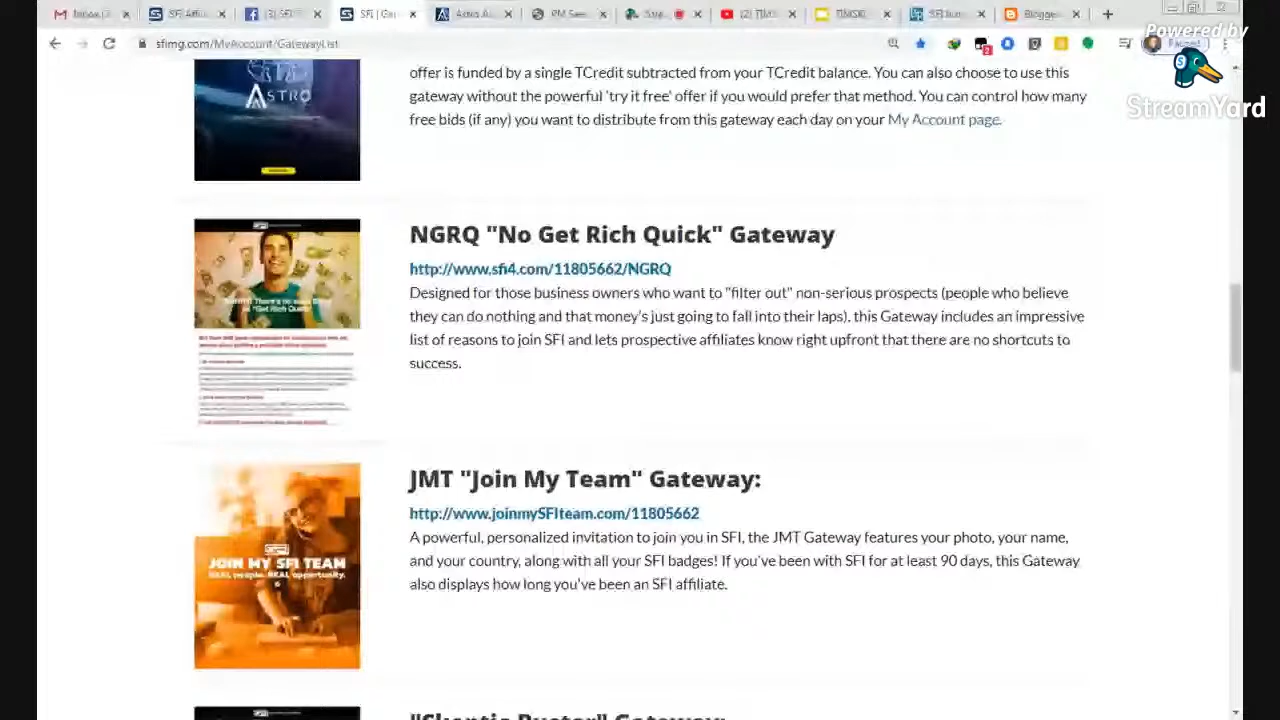 Powered by
StreamYard
sfimg.com/MyAccount/GatewayList
offer is funded by a single TCredit subtracted from your TCredit balance. You can also choose to use this
gateway without the powerful 'try it free' offer if you would prefer that method. You can control how many
free bids (if any) you want to distribute from this gateway each day on your My Account page.
ASTRO
NGRQ "No Get Rich Quick" Gateway
http://www.sfi4.com/11805662/NGRQ
Designed for those business owners who want to "filter out" non-serious prospects (people who believe
they can do nothing and that money's just going to fall into their laps), this Gateway includes an impressive
list of reasons to join SFI and lets prospective affiliates know right upfront that there are no shortcuts to
success.
JMT "Join My Team" Gateway:
http://www.joinmySFIteam.com/11805662
A powerful, personalized invitation to join you in SFI, the JMT Gateway features your photo, your name,
and your country, along with all your SFI badges! If you've been with SFI for at least 90 days, this Gateway
also displays how long you've been an SFI affiliate.
JOIN MY SFI TEAM
REAL people. REAL opportunity.
"Skeptic Buster" Gateway: